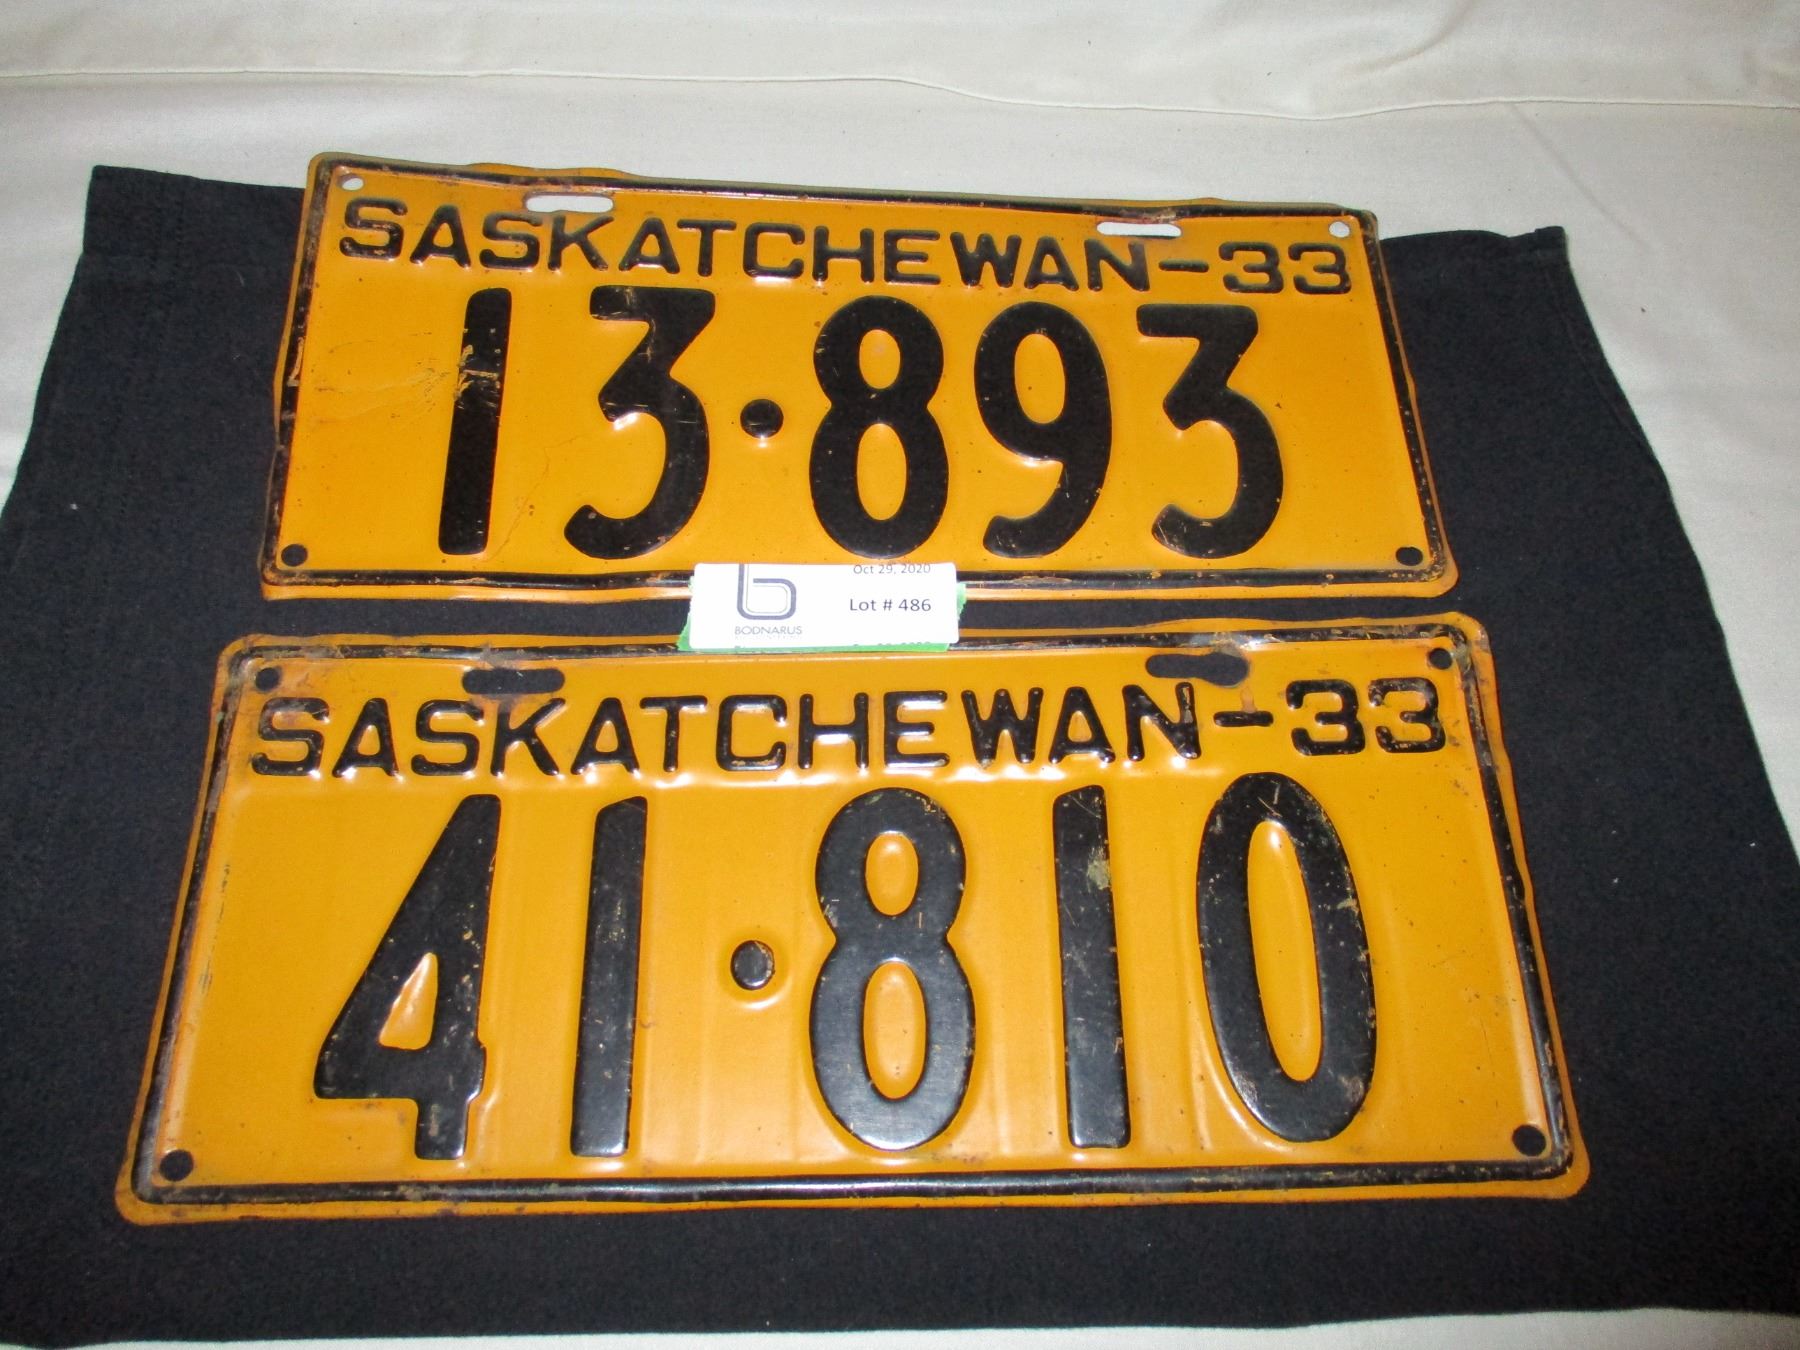 SASKATCHEWAN-33
13·893
Oct 29, 2020
Lot # 486
BODNARUS
SASKATCHEWAN-33
41·810